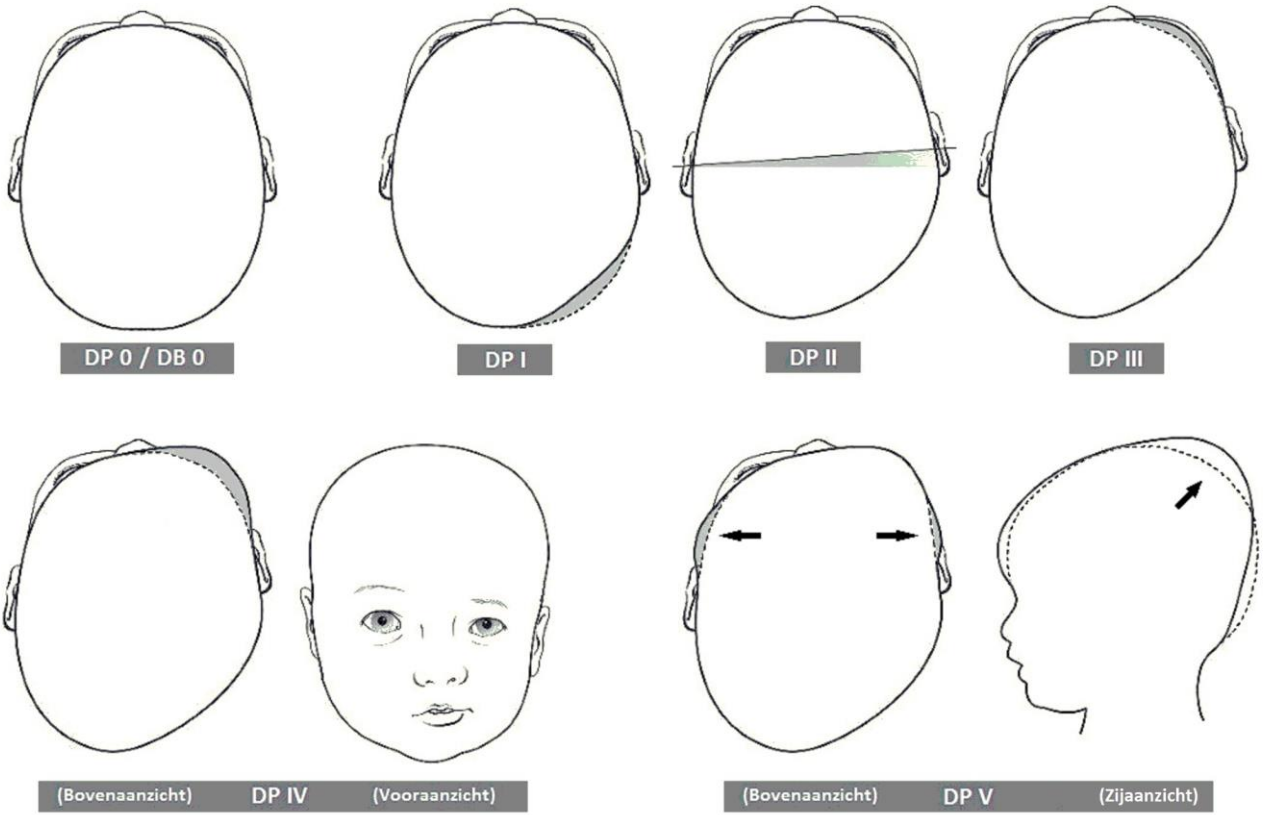 DP 0 / DB 0
DP I
DP II
DP III
(Bovenaanzicht) DP IV (Vooraanzicht)
(Bovenaanzicht) DP V (Zijaanzicht)